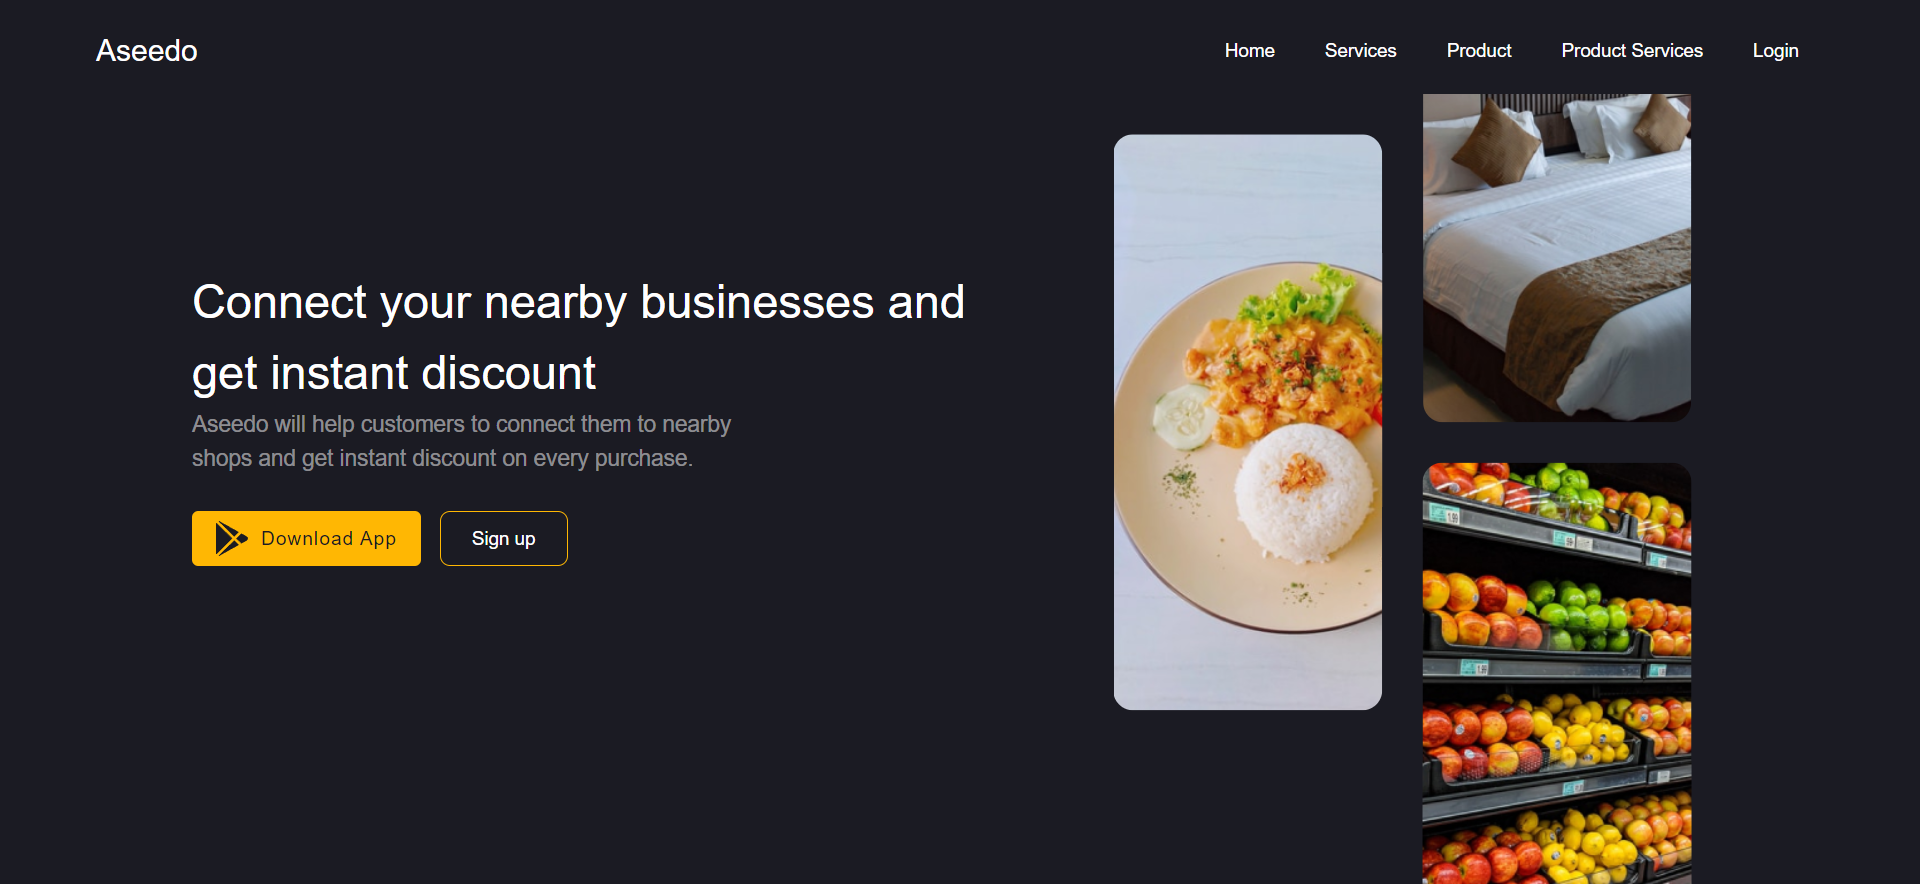 Aseedo
Home Services Product Product Services Login
Connect your nearby businesses and
get instant discount
Aseedo will help customers to connect them to nearby
shops and get instant discount on every purchase.
Download App Sign up